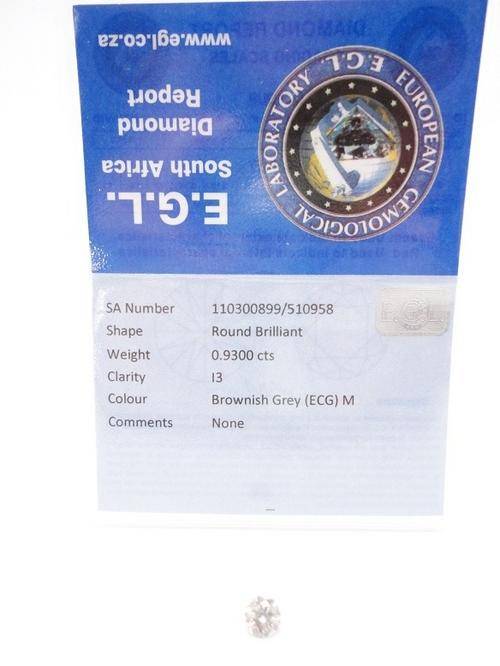 www.egl.co.za
Diamond
Report
South Africa
E.G.L.
EUROPEAN GEMOLOGICAL LABORATORY
E.G.L.
SA Number 110300899/510958
Shape Round Brilliant
Weight 0.9300 cts
Clarity I3
Colour Brownish Grey (ECG) M
Comments None